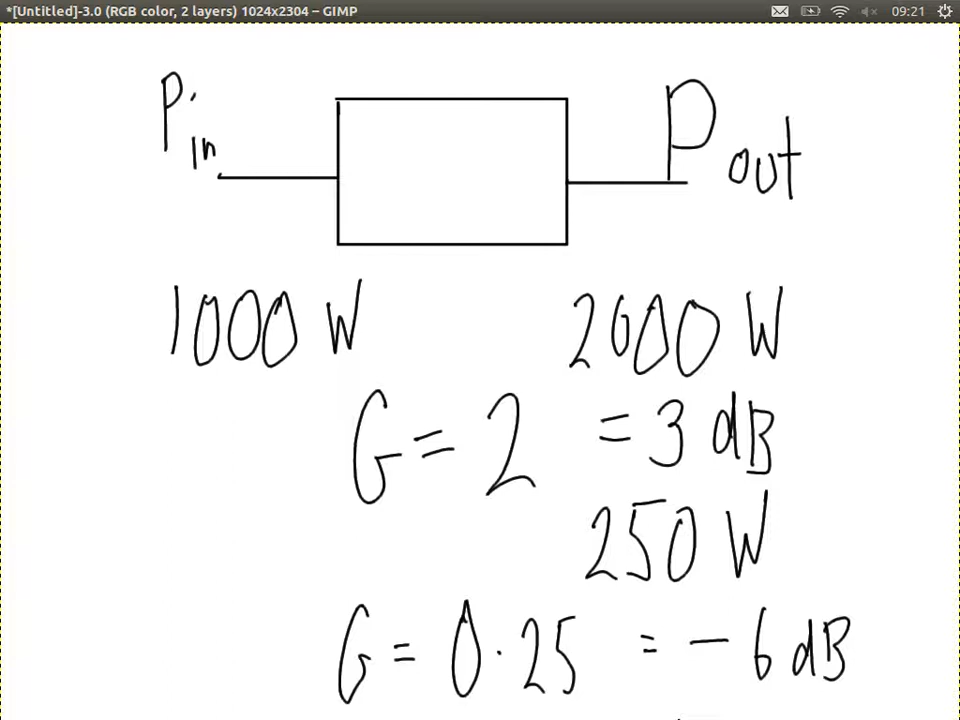 *[Untitled]-3.0 (RGB color, 2 layers) 1024x2304 – GIMP 09:21
Pin Pout
1000 W 2000 W
G = 2 = 3 dB
250 W
G = 0.25 = - 6 dB